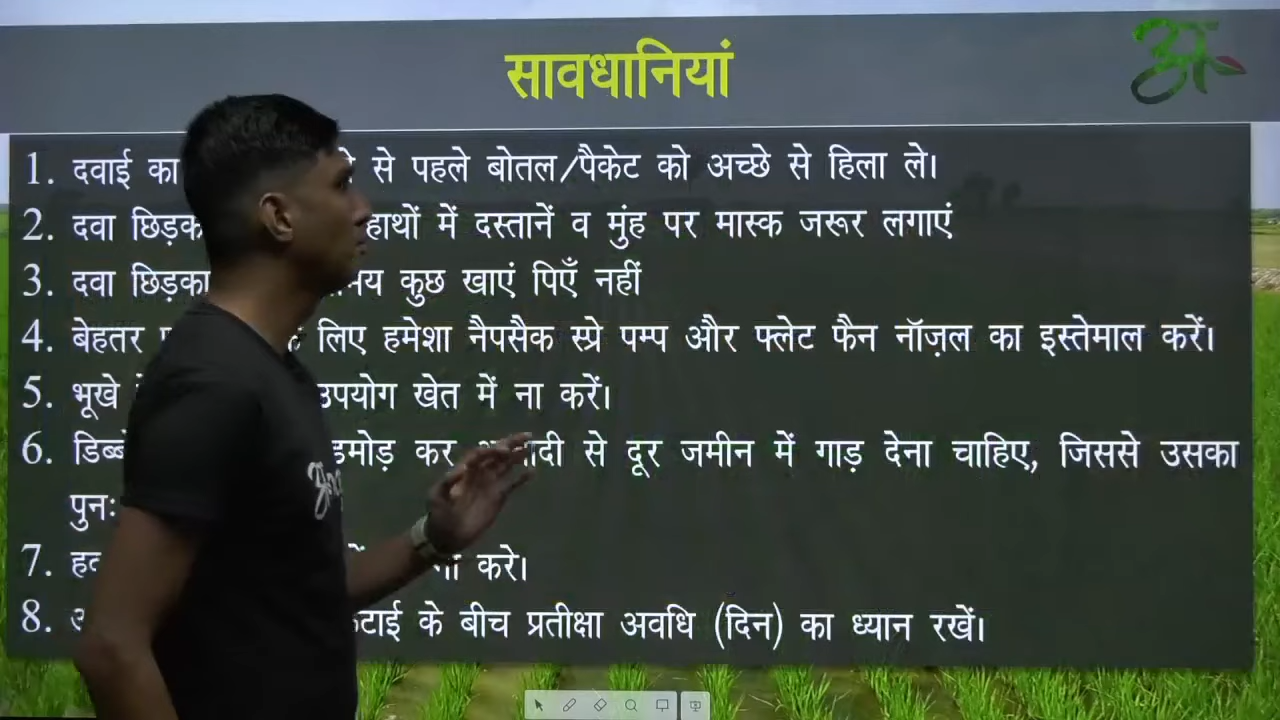 सावधानियां
1. दवाई का से पहले बोतल/पैकेट को अच्छे से हिला ले।
2. दवा हाथों में दस्तानें व मुंह पर मास्क जरूर लगाएं
3. दवा कुछ खाएं पिएँ नहीं
4. बेहतर लिए हमेशा नैपसैक स्प्रे पम्प और फ्लेट फैन नॉज़ल का इस्तेमाल करें।
5. भूखे उपयोग खेत में ना करें।
6. कर से दूर जमीन में गाड़ देना चाहिए, जिससे उसका
पुनः
7. करे।
8. के बीच प्रतीक्षा अवधि (दिन) का ध्यान रखें।